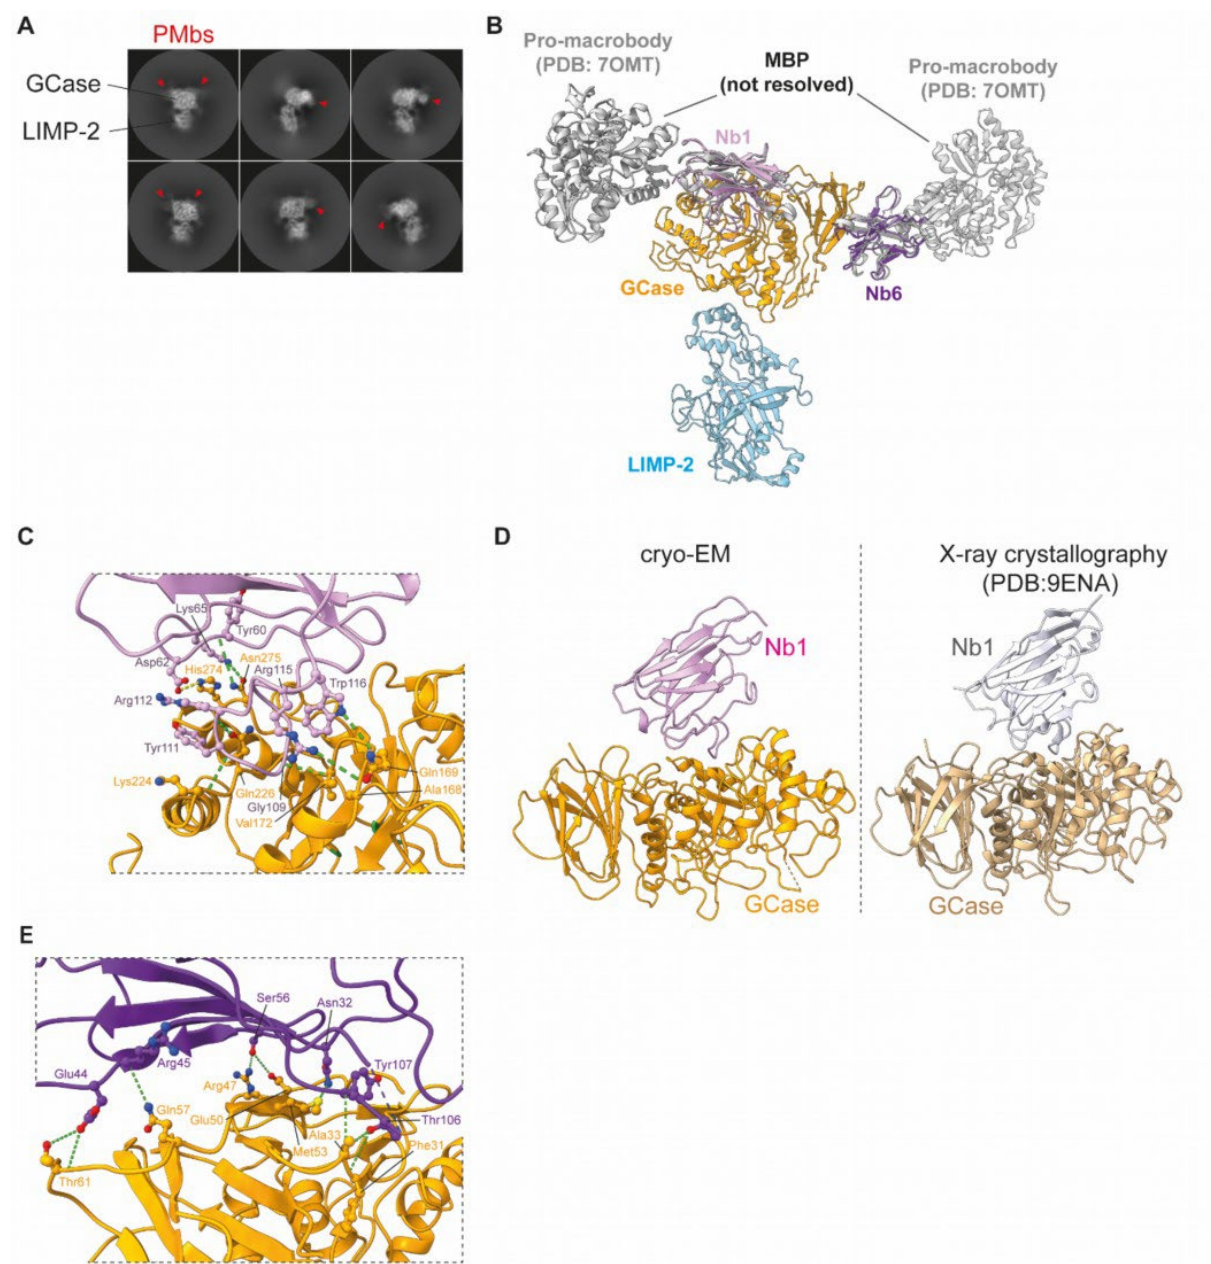 A
PMbs
GCase
LIMP-2
B
Pro-macrobody
(PDB: 7OMT)
MBP
(not resolved)
Pro-macrobody
(PDB: 7OMT)
Nb1
GCase
Nb6
LIMP-2
C
Lys65
Tyr60
Asp62
His274
Asn275
Arg115
Trp116
Arg112
Tyr111
Lys224
Gln226
Gly109
Val172
Gln169
Ala168
D
cryo-EM
X-ray crystallography
(PDB:9ENA)
Nb1
Nb1
GCase
GCase
E
Ser56
Asn32
Glu44
Arg45
Tyr107
Arg47
Gln57
Glu50
Thr106
Ala33
Phe31
Met53
Thr61